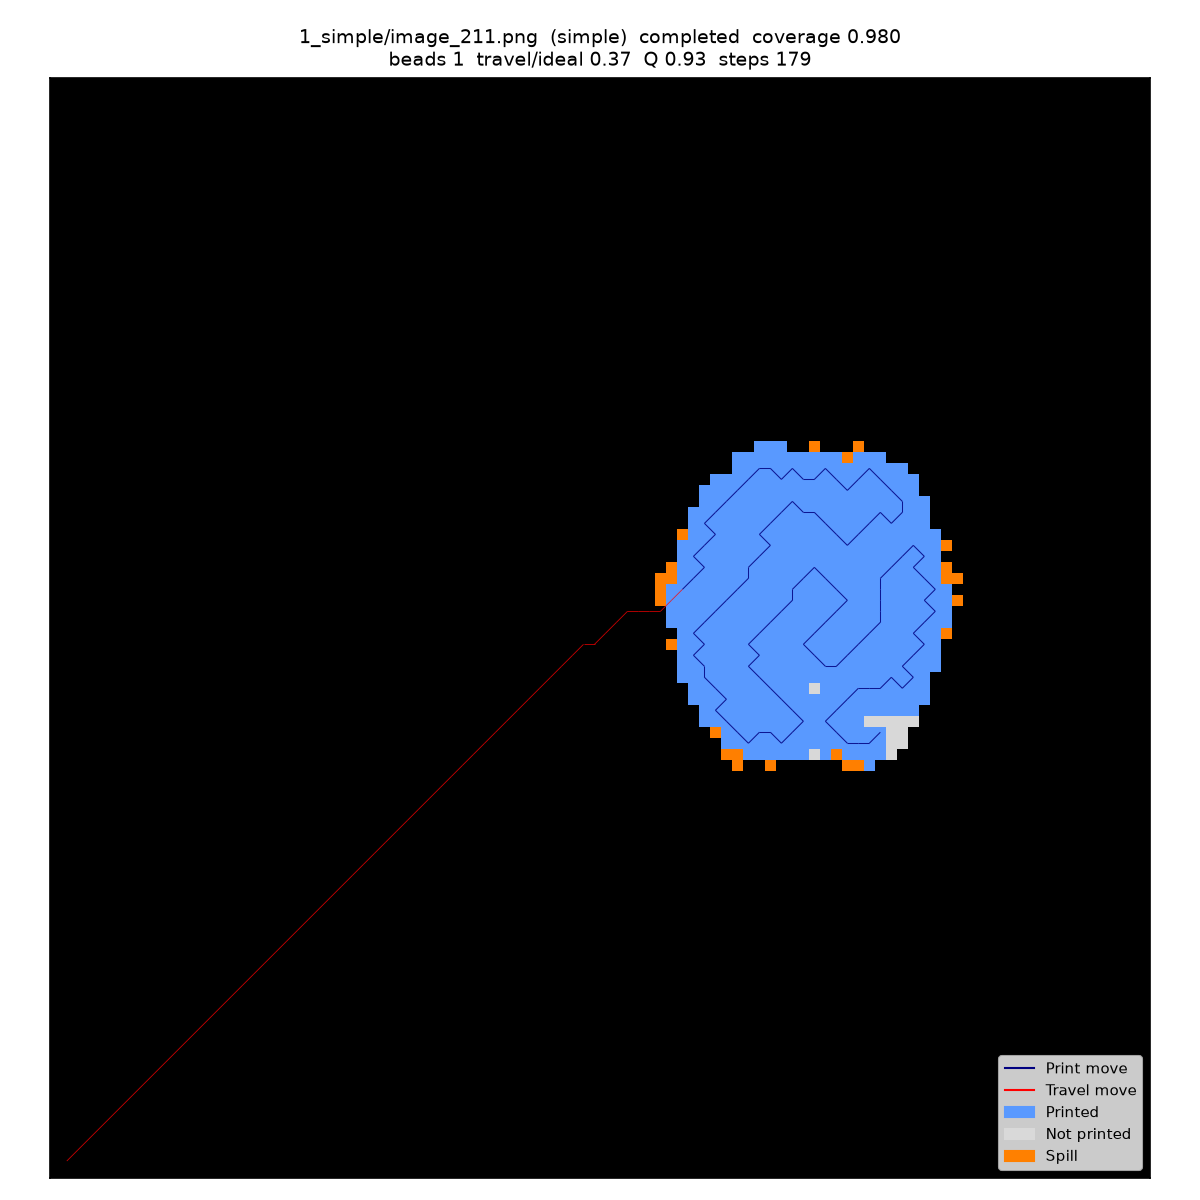 1_simple/image_211.png  (simple)  completed  coverage 0.980
beads 1  travel/ideal 0.37  Q 0.93  steps 179
Print move
Travel move
Printed
Not printed
Spill